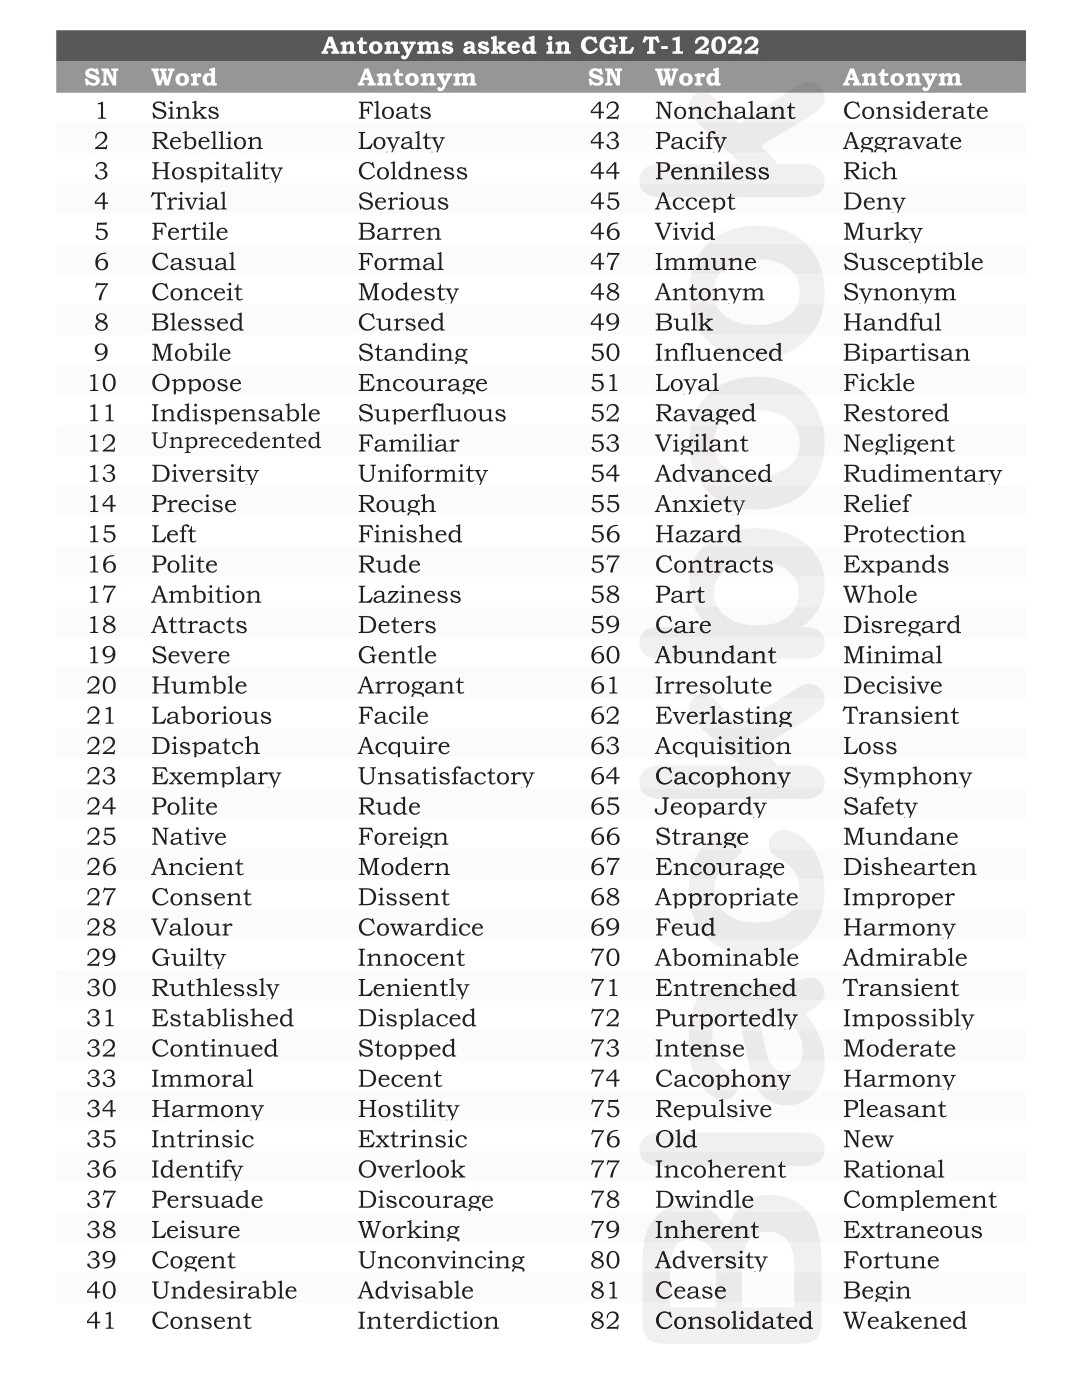 Antonyms asked in CGL T-1 2022
SN Word Antonym SN Word Antonym
1 Sinks Floats 42 Nonchalant Considerate
2 Rebellion Loyalty 43 Pacify Aggravate
3 Hospitality Coldness 44 Penniless Rich
4 Trivial Serious 45 Accept Deny
5 Fertile Barren 46 Vivid Murky
6 Casual Formal 47 Immune Susceptible
7 Conceit Modesty 48 Antonym Synonym
8 Blessed Cursed 49 Bulk Handful
9 Mobile Standing 50 Influenced Bipartisan
10 Oppose Encourage 51 Loyal Fickle
11 Indispensable Superfluous 52 Ravaged Restored
12 Unprecedented Familiar 53 Vigilant Negligent
13 Diversity Uniformity 54 Advanced Rudimentary
14 Precise Rough 55 Anxiety Relief
15 Left Finished 56 Hazard Protection
16 Polite Rude 57 Contracts Expands
17 Ambition Laziness 58 Part Whole
18 Attracts Deters 59 Care Disregard
19 Severe Gentle 60 Abundant Minimal
20 Humble Arrogant 61 Irresolute Decisive
21 Laborious Facile 62 Everlasting Transient
22 Dispatch Acquire 63 Acquisition Loss
23 Exemplary Unsatisfactory 64 Cacophony Symphony
24 Polite Rude 65 Jeopardy Safety
25 Native Foreign 66 Strange Mundane
26 Ancient Modern 67 Encourage Dishearten
27 Consent Dissent 68 Appropriate Improper
28 Valour Cowardice 69 Feud Harmony
29 Guilty Innocent 70 Abominable Admirable
30 Ruthlessly Leniently 71 Entrenched Transient
31 Established Displaced 72 Purportedly Impossibly
32 Continued Stopped 73 Intense Moderate
33 Immoral Decent 74 Cacophony Harmony
34 Harmony Hostility 75 Repulsive Pleasant
35 Intrinsic Extrinsic 76 Old New
36 Identify Overlook 77 Incoherent Rational
37 Persuade Discourage 78 Dwindle Complement
38 Leisure Working 79 Inherent Extraneous
39 Cogent Unconvincing 80 Adversity Fortune
40 Undesirable Advisable 81 Cease Begin
41 Consent Interdiction 82 Consolidated Weakened
Blackbook